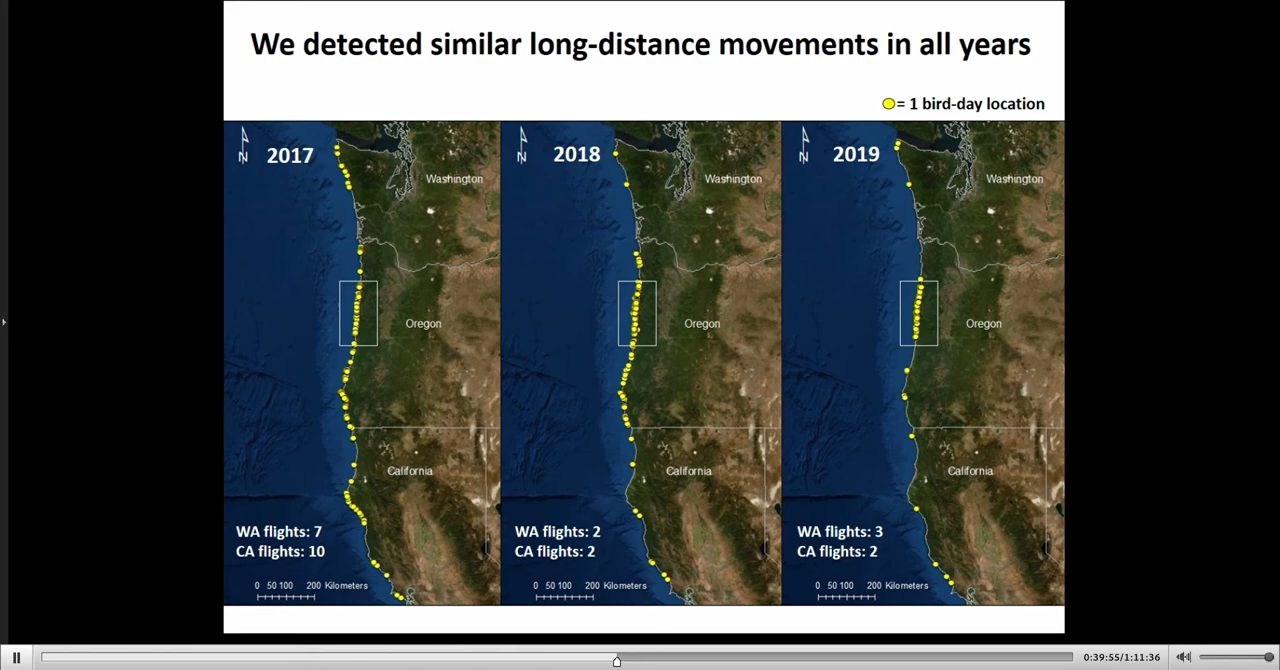 We detected similar long-distance movements in all years
= 1 bird-day location
N
2017
Washington
Oregon
California
WA flights: 7
CA flights: 10
0 50 100 200 Kilometers
N
2018
Washington
Oregon
California
WA flights: 2
CA flights: 2
0 50 100 200 Kilometers
N
2019
Washington
Oregon
California
WA flights: 3
CA flights: 2
0 50 100 200 Kilometers
0:39:55/1:11:36